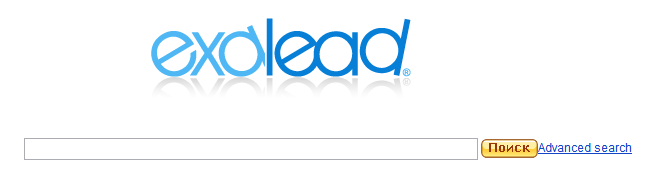 exalead®
Поиск Advanced search